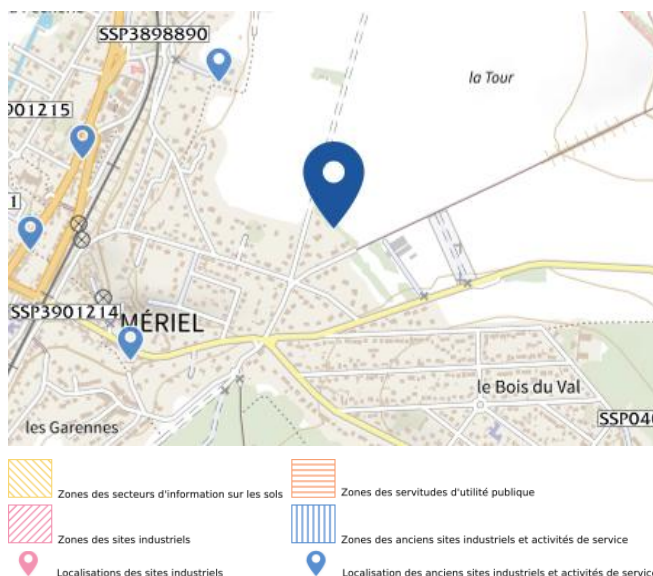 SSP3898890
la Tour
901215
1
SSP3901214
MÉRIEL
le Bois du Val
les Garennes
SSP04
Zones des secteurs d'information sur les sols
Zones des servitudes d'utilité publique
Zones des sites industriels
Zones des anciens sites industriels et activités de service
Localisations des sites industriels
Localisation des anciens sites industriels et activités de service